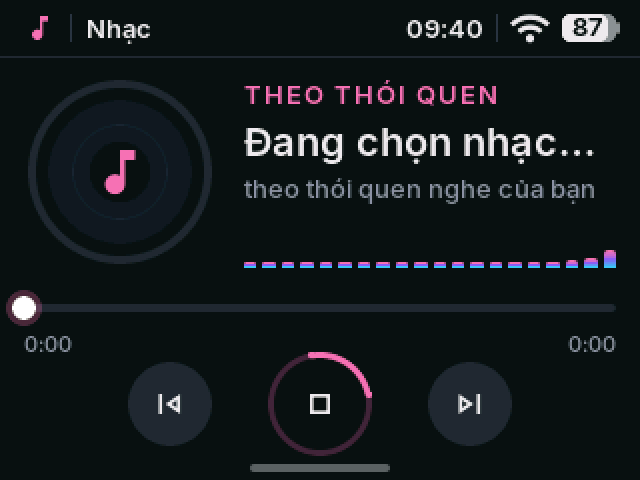 Nhạc
09:40
87
THEO THÓI QUEN
Đang chọn nhạc...
theo thói quen nghe của bạn
0:00
0:00